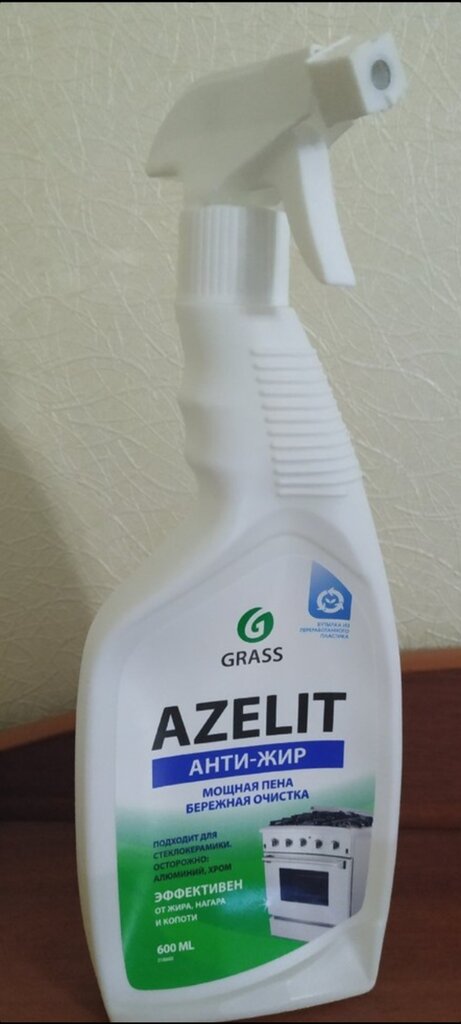 БУТЫЛКА ИЗ
ПЕРЕРАБОТАННОГО
ПЛАСТИКА
GRASS
AZELIT
АНТИ-ЖИР
МОЩНАЯ ПЕНА
БЕРЕЖНАЯ ОЧИСТКА
ПОДХОДИТ ДЛЯ
СТЕКЛОКЕРАМИКИ.
ОСТОРОЖНО:
АЛЮМИНИЙ, ХРОМ
ЭФФЕКТИВЕН
ОТ ЖИРА, НАГАРА
И КОПОТИ
600 ML